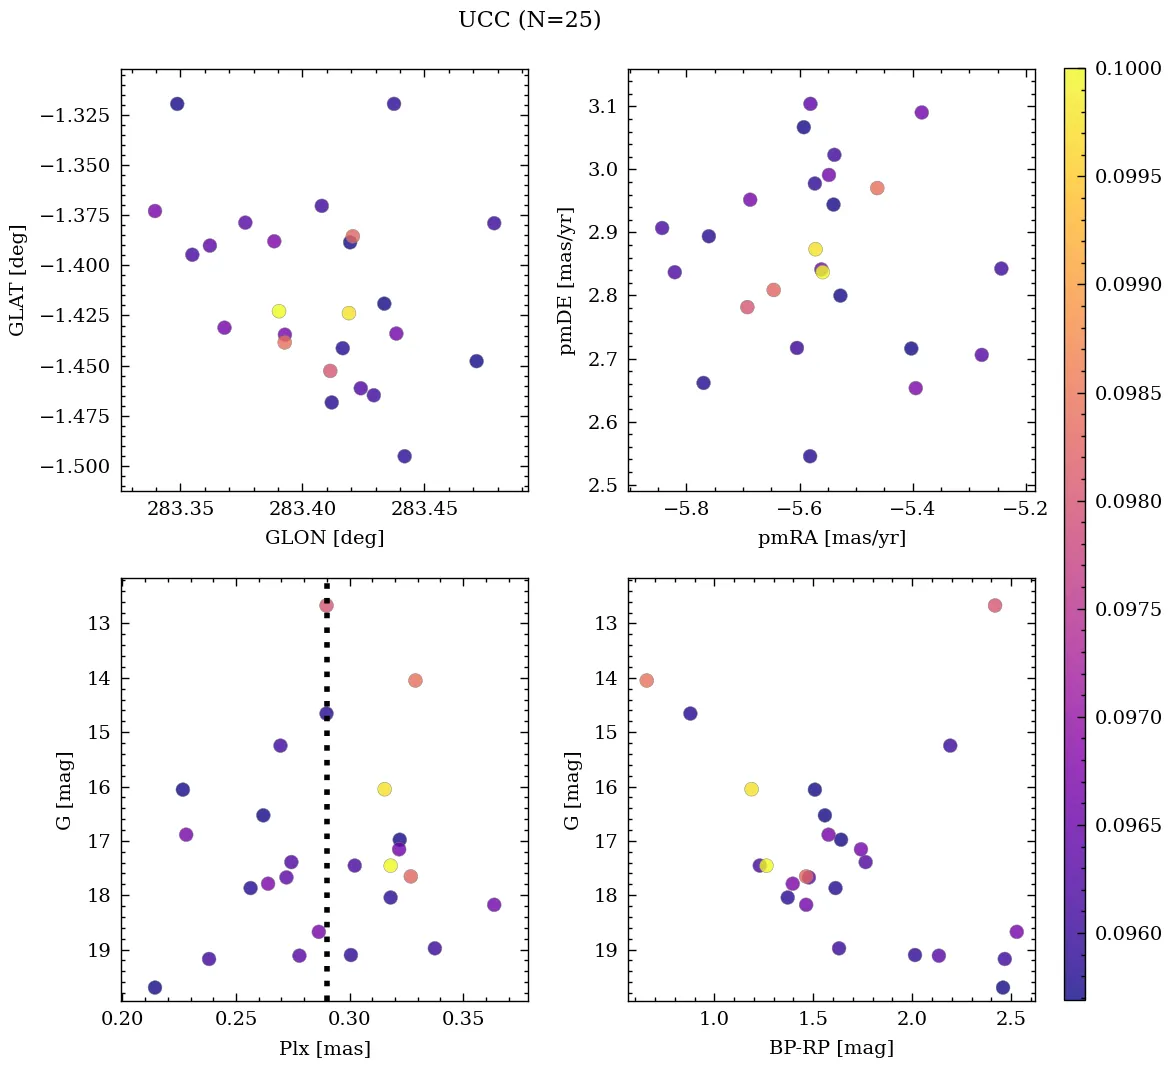 UCC (N=25)
−1.325
−1.350
−1.375
−1.400
−1.425
−1.450
−1.475
−1.500
GLAT [deg]
283.35 283.40 283.45
GLON [deg]
3.1
3.0
2.9
2.8
2.7
2.6
2.5
pmDE [mas/yr]
−5.8 −5.6 −5.4 −5.2
pmRA [mas/yr]
13
14
15
16
17
18
19
G [mag]
0.20 0.25 0.30 0.35
Plx [mas]
13
14
15
16
17
18
19
G [mag]
1.0 1.5 2.0 2.5
BP-RP [mag]
0.1000
0.0995
0.0990
0.0985
0.0980
0.0975
0.0970
0.0965
0.0960